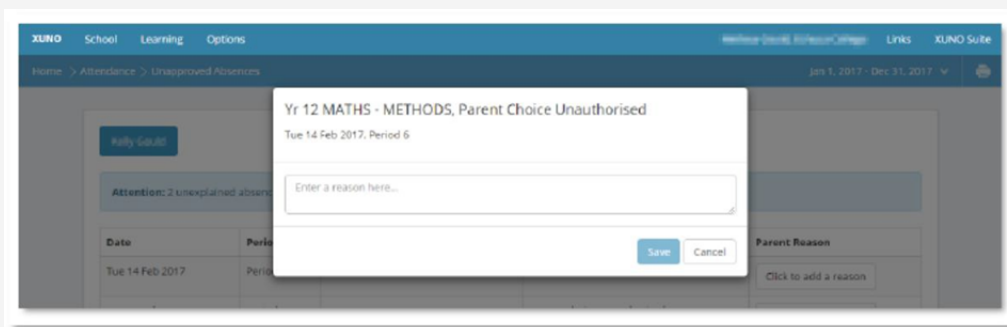 XUNO School Learning Options Links XUNO Suite
Home > Attendance > Unapproved Absences Jan 1, 2017 - Dec 31, 2017
Yr 12 MATHS - METHODS, Parent Choice Unauthorised
Tue 14 Feb 2017, Period 6
Kelly Gauld
Attention: 2 unexplained absenc
Enter a reason here...
Save Cancel
Date Perio Parent Reason
Tue 14 Feb 2017 Perio Click to add a reason